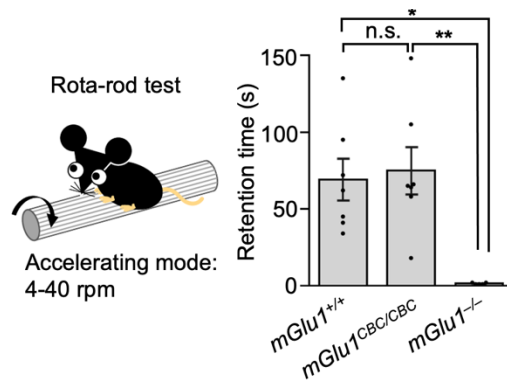 Rota-rod test
Accelerating mode:
4-40 rpm
*
n.s.
**
Retention time (s)
150
100
50
0
mGlu1+/+
mGlu1CBC/CBC
mGlu1–/–